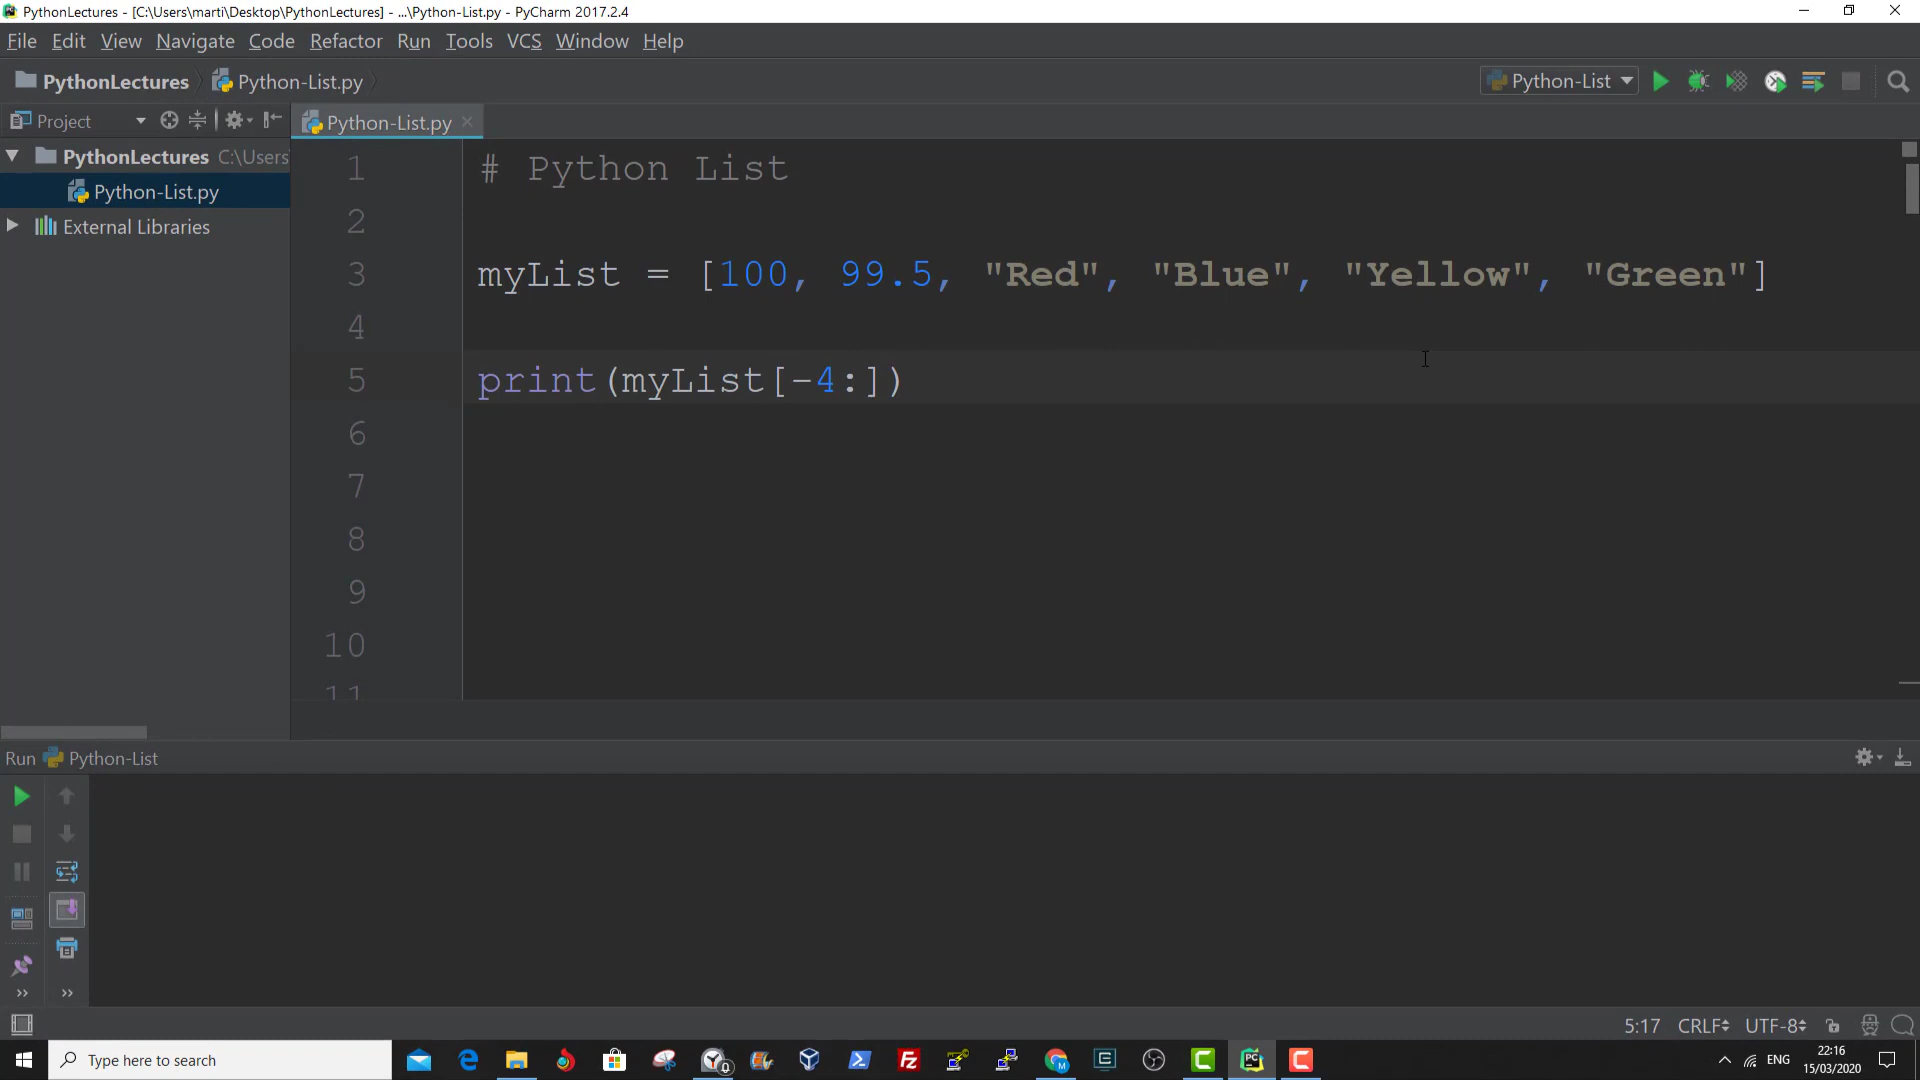 PythonLectures - [C:\Users\marti\Desktop\PythonLectures] - ...\Python-List.py - PyCharm 2017.2.4
File Edit View Navigate Code Refactor Run Tools VCS Window Help
PythonLectures Python-List.py Python-List
Project Python-List.py
PythonLectures C:\Users
Python-List.py
External Libraries
1 # Python List
2
3 myList = [100, 99.5, "Red", "Blue", "Yellow", "Green"]
4
5 print(myList[-4:])
6
7
8
9
10
11
Run Python-List
5:17 CRLF UTF-8
Type here to search
ENG 22:16
15/03/2020